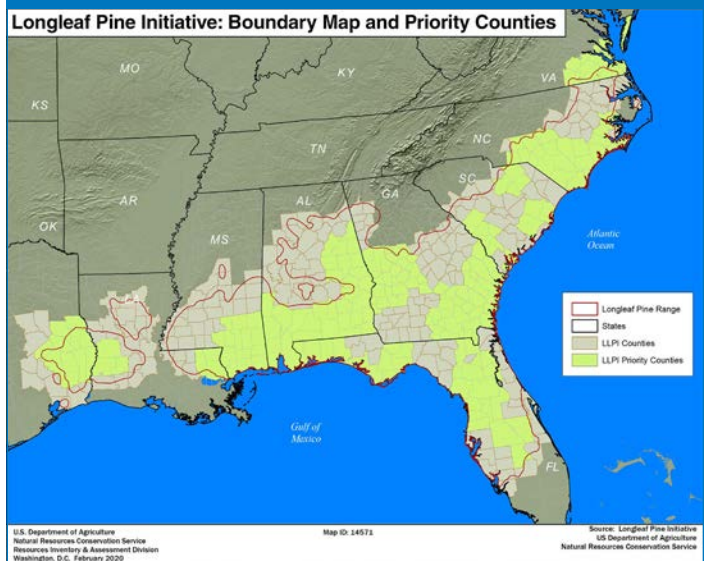 Longleaf Pine Initiative: Boundary Map and Priority Counties
MO
KY
VA
KS
TN
NC
AR
SC
OK
AL
GA
MS
LA
Atlantic
Ocean
Longleaf Pine Range
States
LLPI Counties
LLPI Priority Counties
Gulf of
Mexico
FL
U.S. Department of Agriculture
Natural Resources Conservation Service
Resources Inventory & Assessment Division
Washington, D.C. February 2020
Map ID: 14571
Source: Longleaf Pine Initiative
US Department of Agriculture
Natural Resources Conservation Service